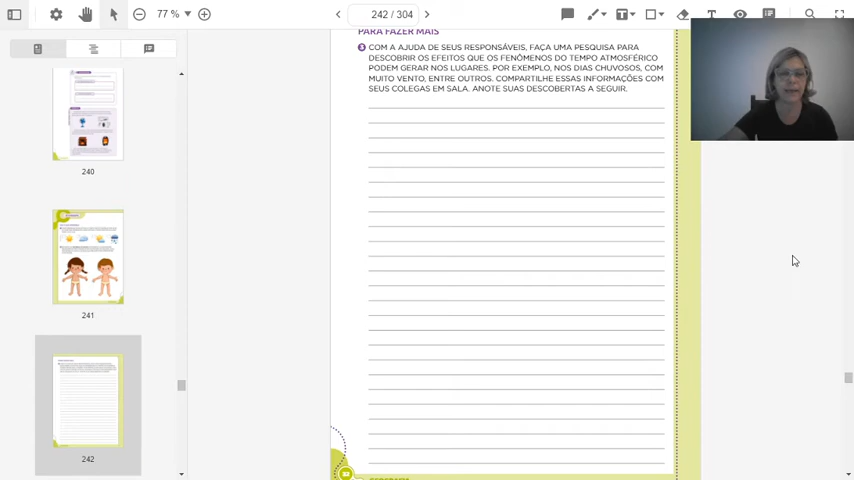 77 %
242 / 304
PARA FAZER MAIS
3 COM A AJUDA DE SEUS RESPONSÁVEIS, FAÇA UMA PESQUISA PARA
DESCOBRIR OS EFEITOS QUE OS FENÔMENOS DO TEMPO ATMOSFÉRICO
PODEM GERAR NOS LUGARES. POR EXEMPLO, NOS DIAS CHUVOSOS, COM
MUITO VENTO, ENTRE OUTROS. COMPARTILHE ESSAS INFORMAÇÕES COM
SEUS COLEGAS EM SALA. ANOTE SUAS DESCOBERTAS A SEGUIR.
240
241
242